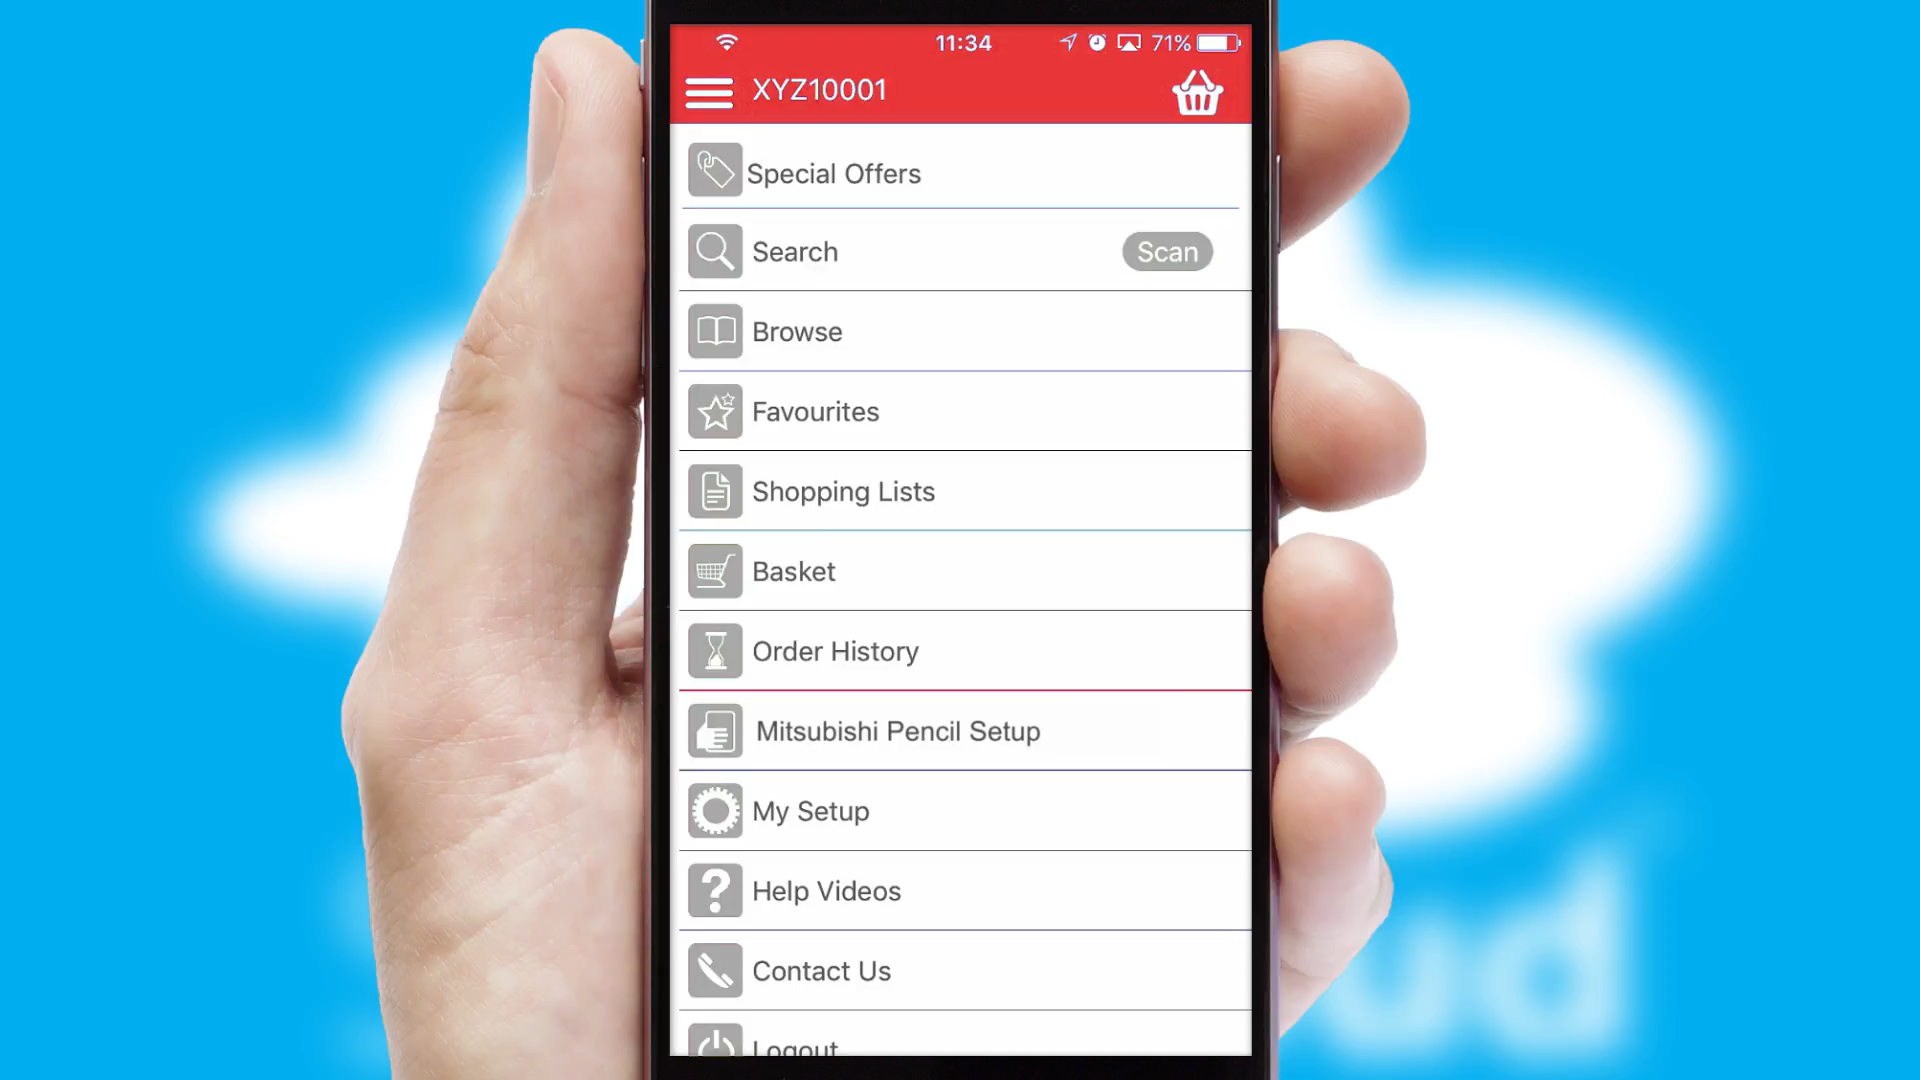 11:34 71%
XYZ10001
Special Offers
Search Scan
Browse
Favourites
Shopping Lists
Basket
Order History
Mitsubishi Pencil Setup
My Setup
Help Videos
Contact Us
Logout
ud